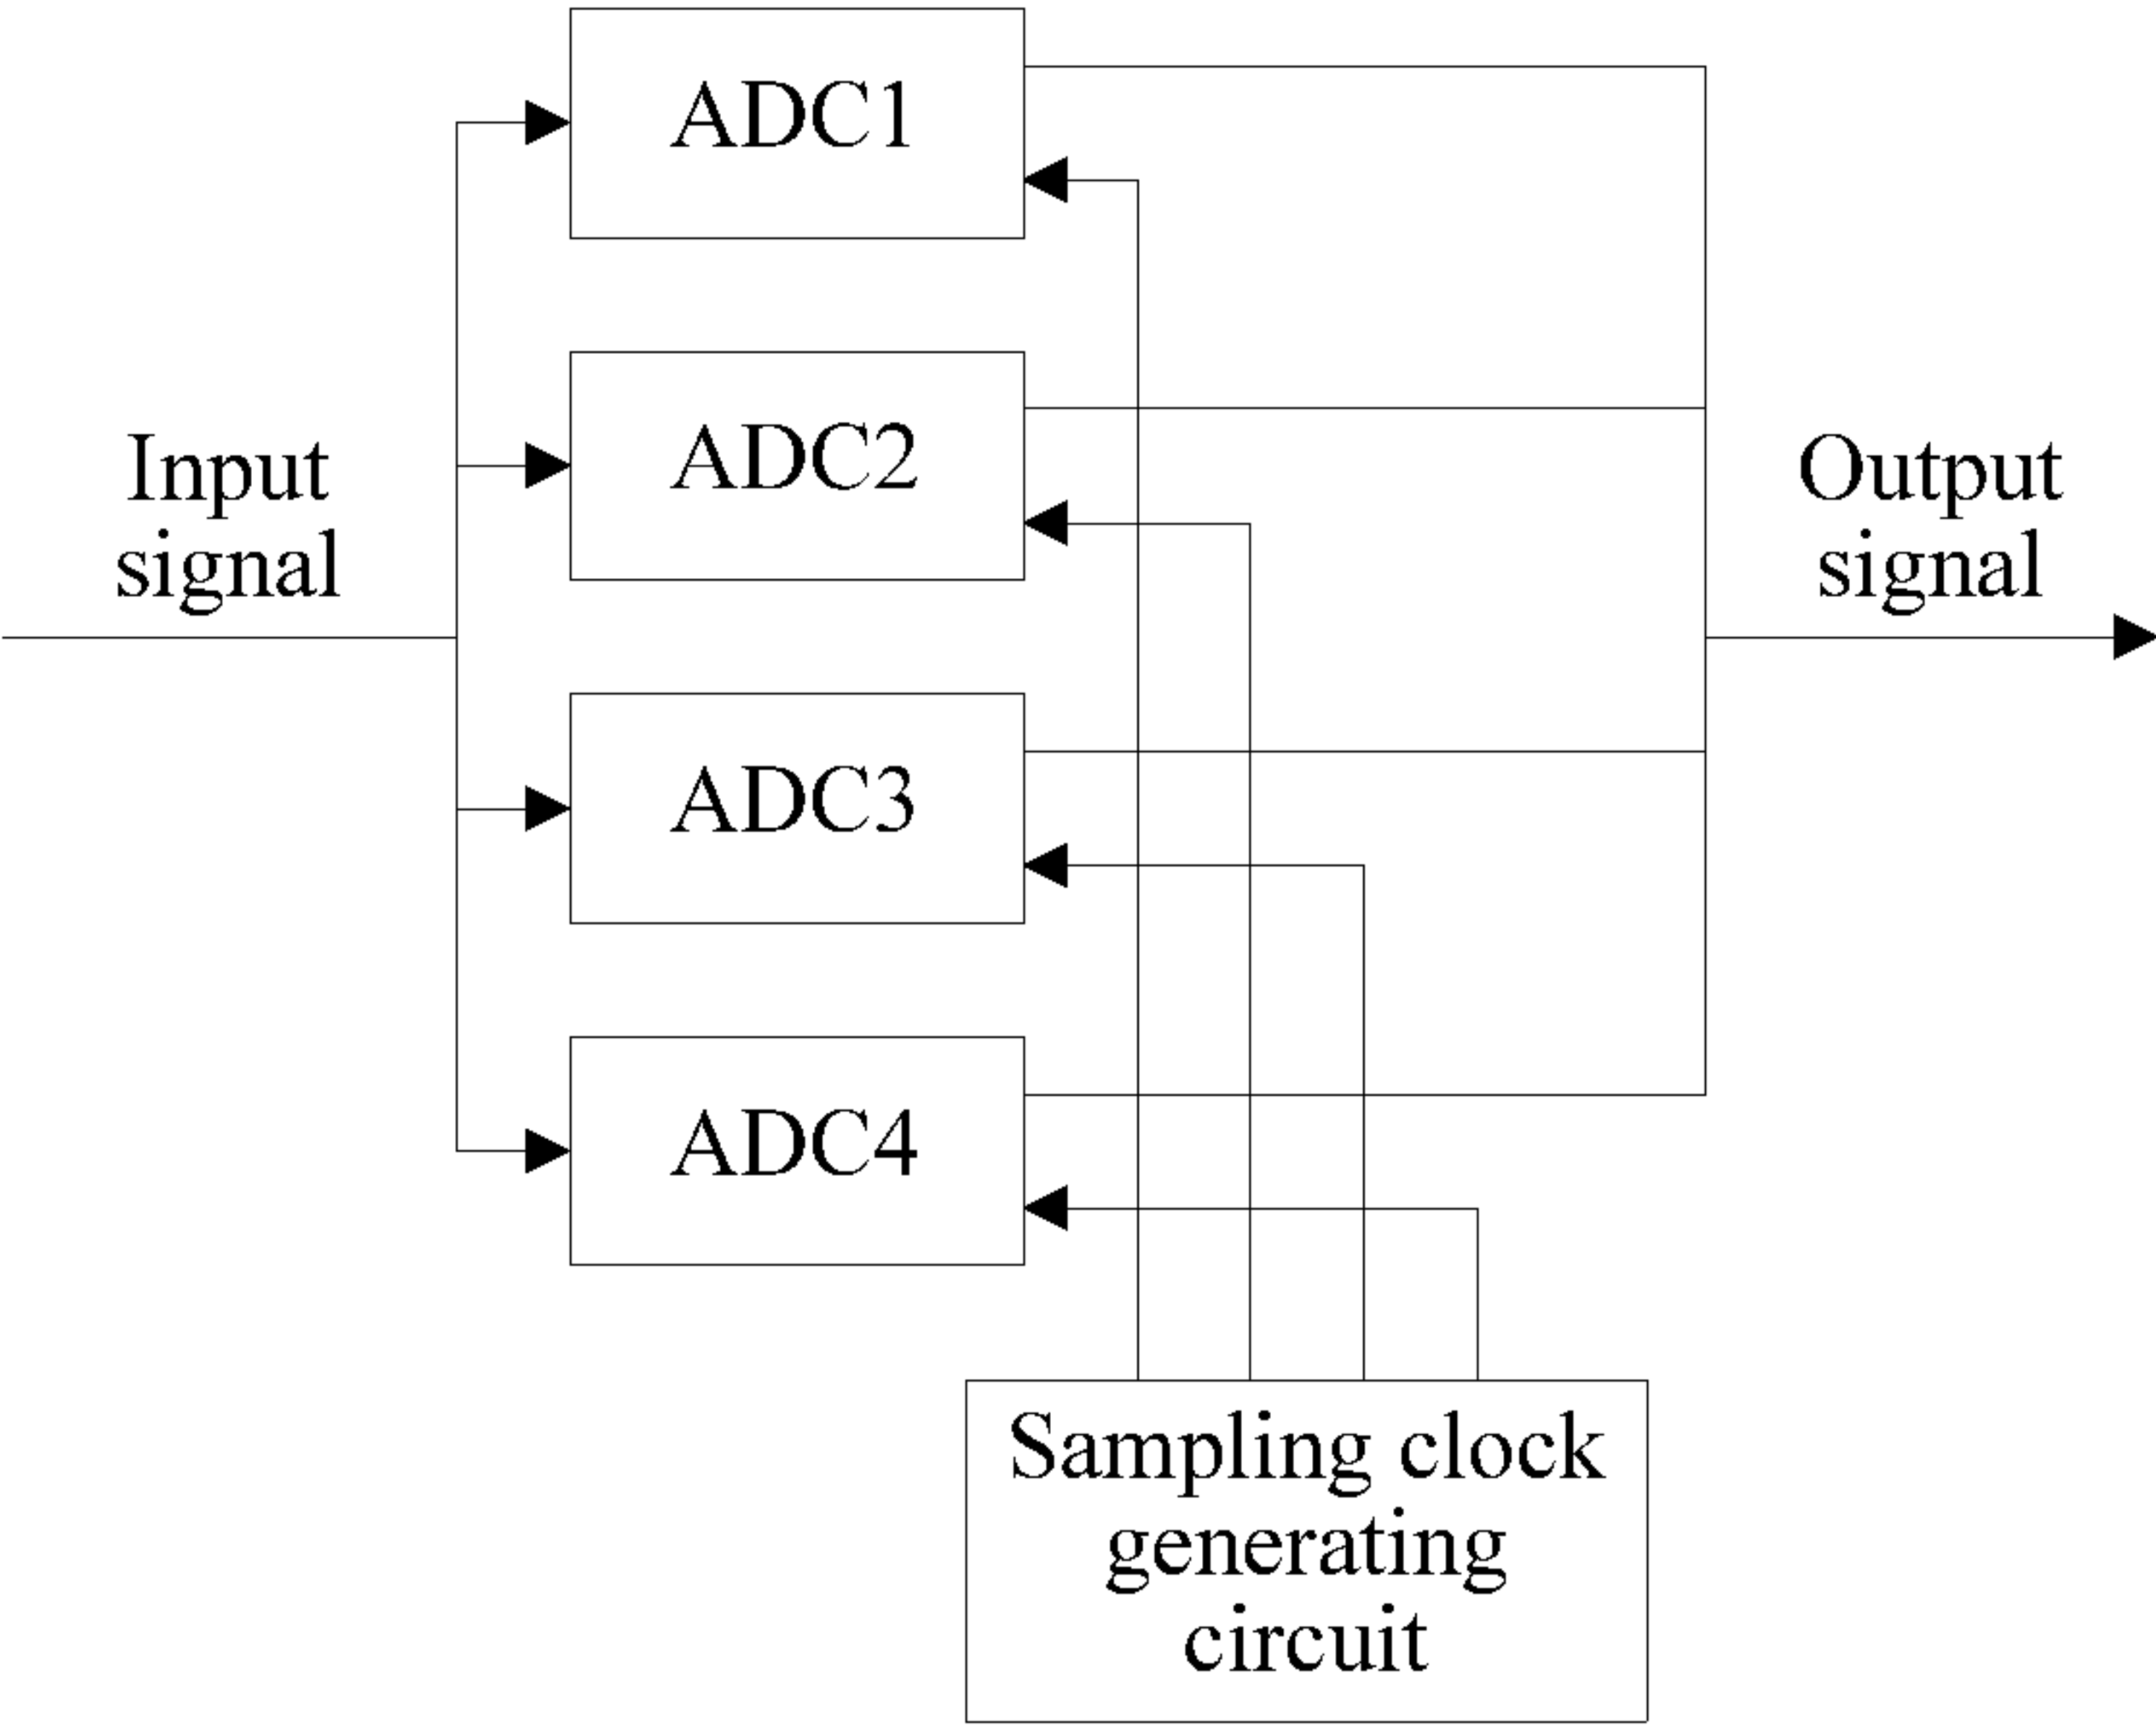 ADC1
ADC2
Input
signal
Output
signal
ADC3
ADC4
Sampling clock
generating
circuit